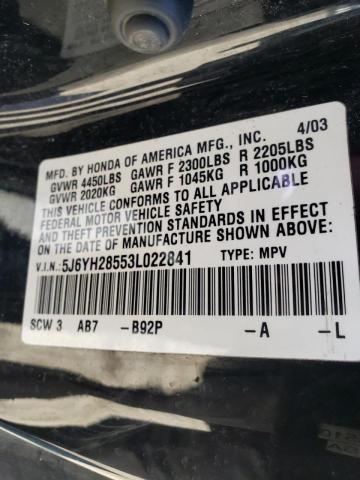 MFD. BY HONDA OF AMERICA MFG., INC. 4/03
GVWR 4450LBS GAWR F 2300LBS R 2205LBS
GVWR 2020KG GAWR F 1045KG R 1000KG
THIS VEHICLE CONFORMS TO ALL APPLICABLE
FEDERAL MOTOR VEHICLE SAFETY
AND THEFT PREVENTION STANDARDS IN EFFECT
ON THE DATE OF MANUFACTURE SHOWN ABOVE.
V.I.N.: 5J6YH28553L022841 TYPE: MPV
SCW 3 AB7 -B92P -A -L